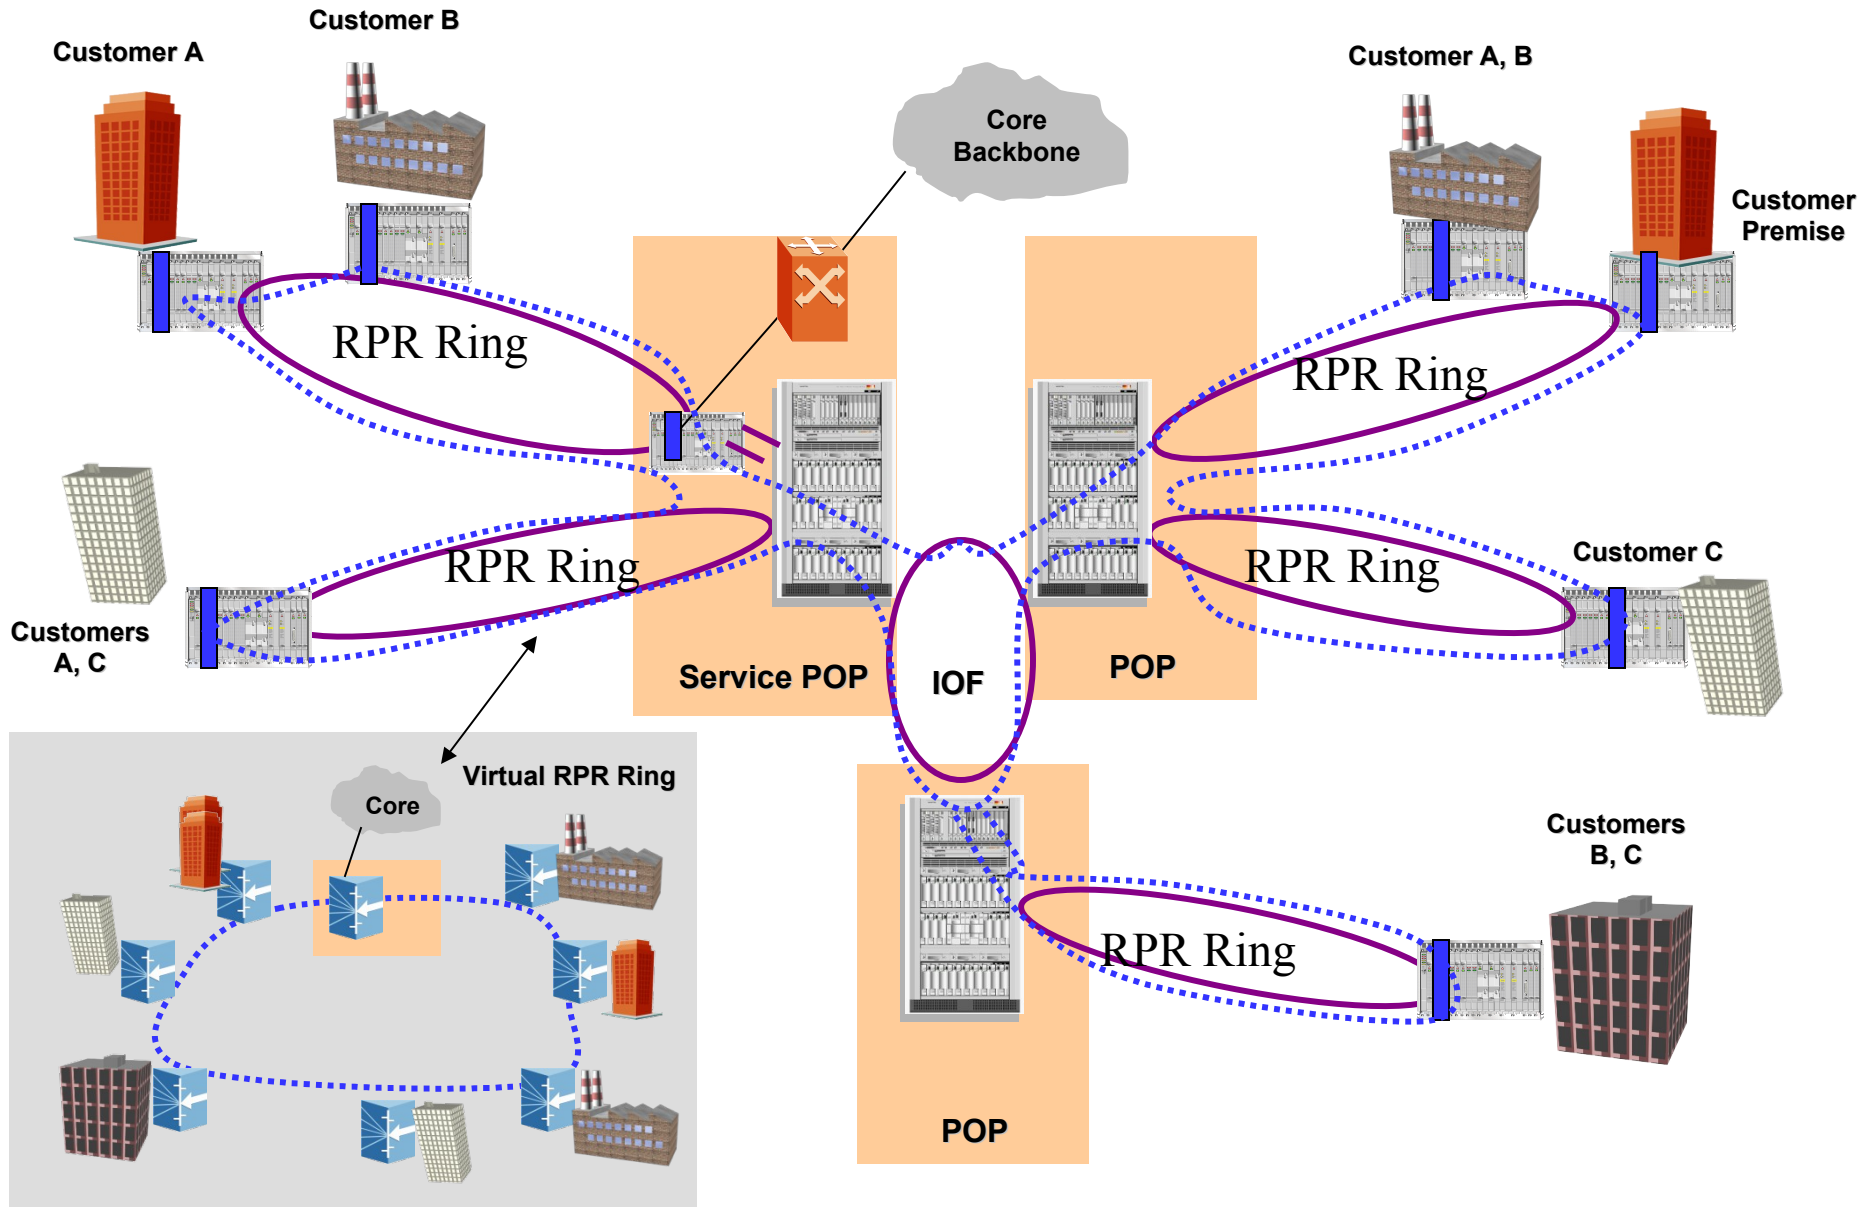 Customer B
Customer A
Customer A, B
Core
Backbone
Customer
Premise
RPR Ring
RPR Ring
RPR Ring
RPR Ring
Customer C
Customers
A, C
Service POP
IOF
POP
Virtual RPR Ring
Core
Customers
B, C
RPR Ring
POP